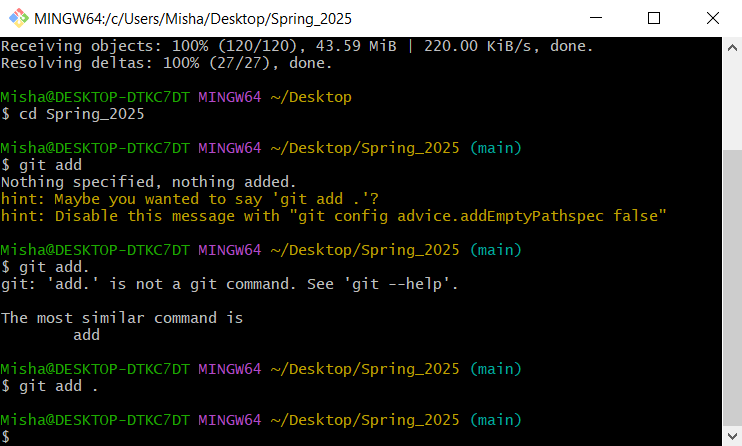 MINGW64:/c/Users/Misha/Desktop/Spring_2025
Receiving objects: 100% (120/120), 43.59 MiB | 220.00 KiB/s, done.
Resolving deltas: 100% (27/27), done.
Misha@DESKTOP-DTKC7DT MINGW64 ~/Desktop
$ cd Spring_2025
Misha@DESKTOP-DTKC7DT MINGW64 ~/Desktop/Spring_2025 (main)
$ git add
Nothing specified, nothing added.
hint: Maybe you wanted to say 'git add .'?
hint: Disable this message with "git config advice.addEmptyPathspec false"
Misha@DESKTOP-DTKC7DT MINGW64 ~/Desktop/Spring_2025 (main)
$ git add.
git: 'add.' is not a git command. See 'git --help'.
The most similar command is
        add
Misha@DESKTOP-DTKC7DT MINGW64 ~/Desktop/Spring_2025 (main)
$ git add .
Misha@DESKTOP-DTKC7DT MINGW64 ~/Desktop/Spring_2025 (main)
$